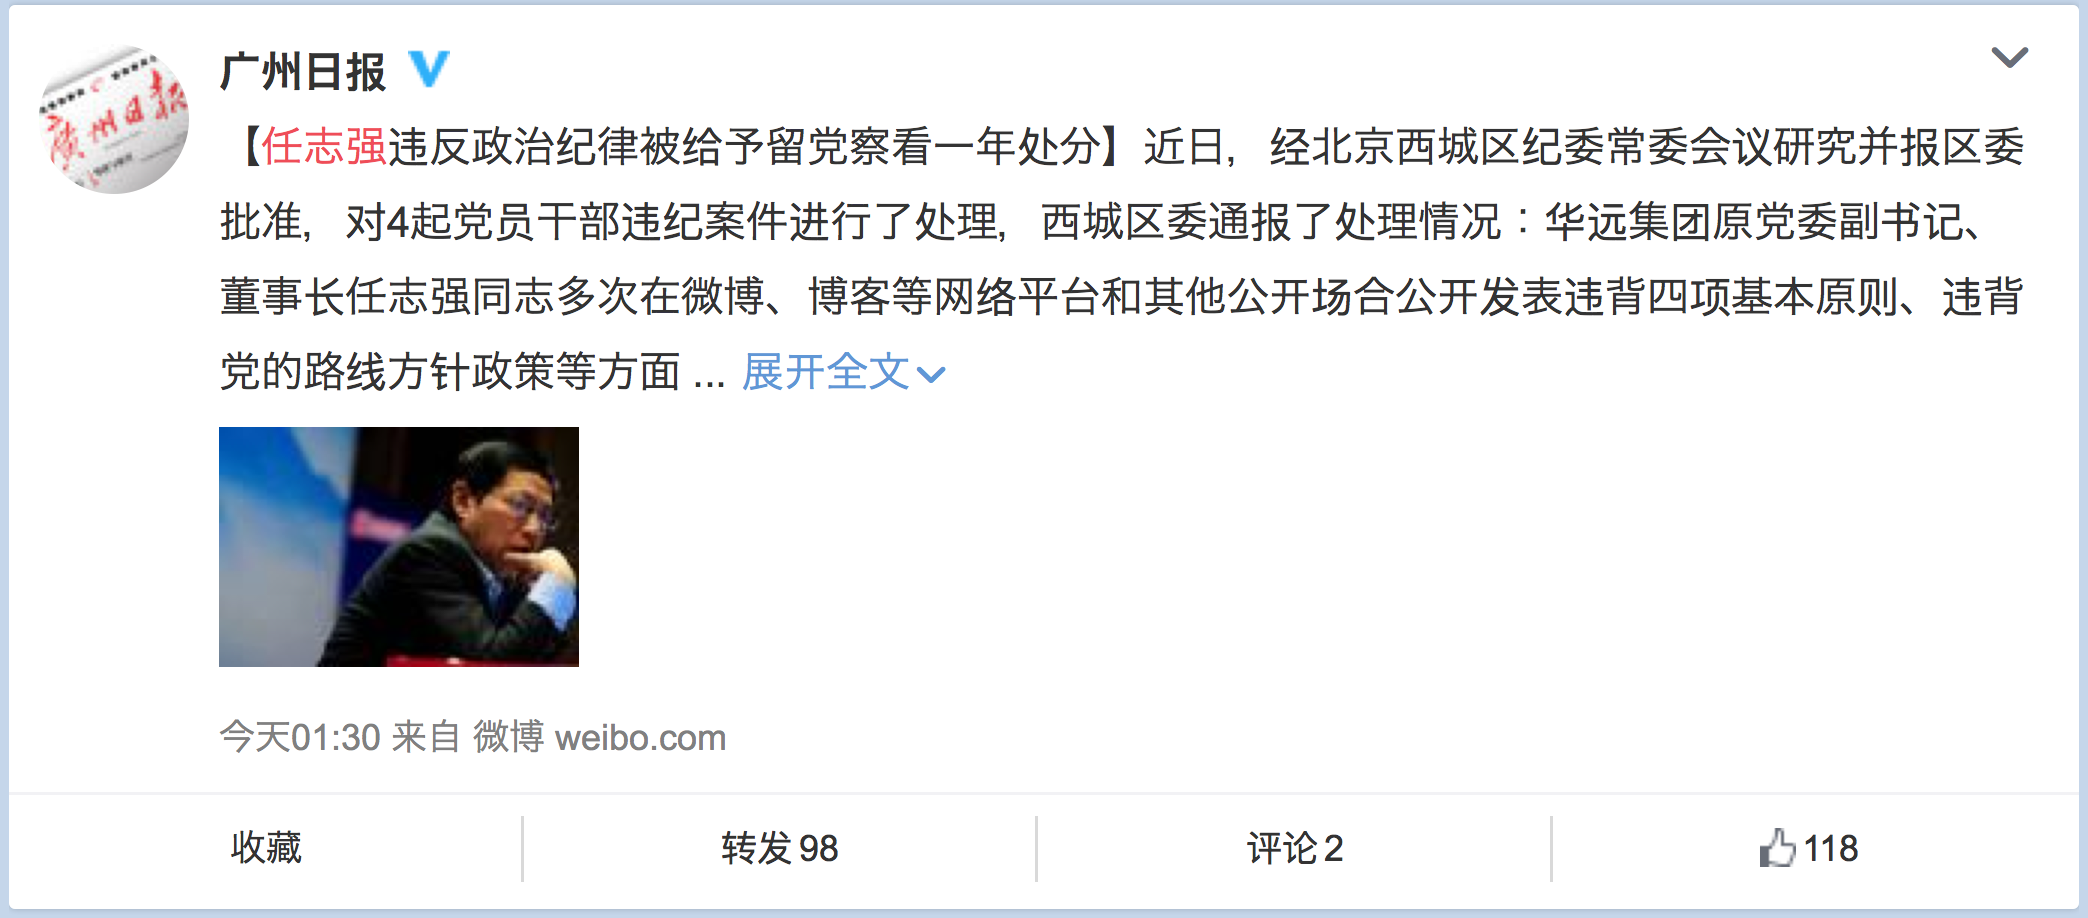 广州日报
【任志强违反政治纪律被给予留党察看一年处分】近日，经北京西城区纪委常委会议研究并报区委
批准，对4起党员干部违纪案件进行了处理，西城区委通报了处理情况：华远集团原党委副书记、
董事长任志强同志多次在微博、博客等网络平台和其他公开场合公开发表违背四项基本原则、违背
党的路线方针政策等方面 ... 展开全文
今天01:30 来自 微博 weibo.com
收藏 转发 98 评论 2 118